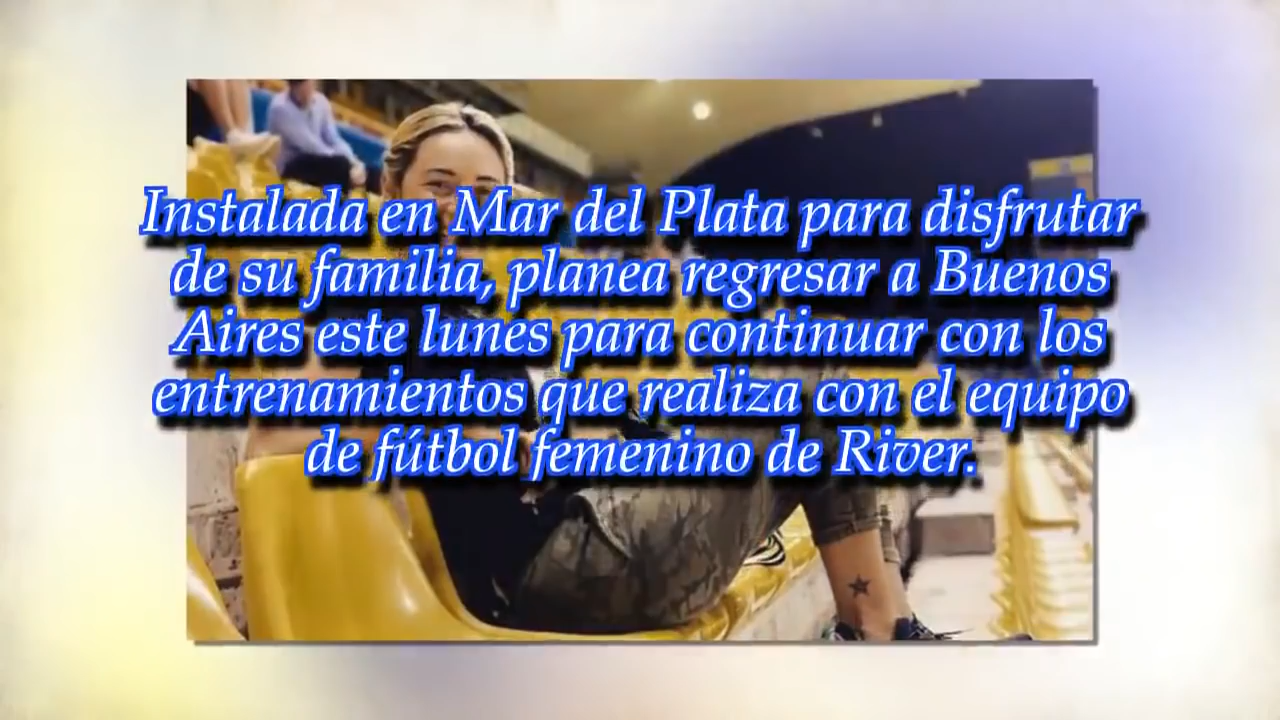 Instalada en Mar del Plata para disfrutar
de su familia, planea regresar a Buenos
Aires este lunes para continuar con los
entrenamientos que realiza con el equipo
de fútbol femenino de River.